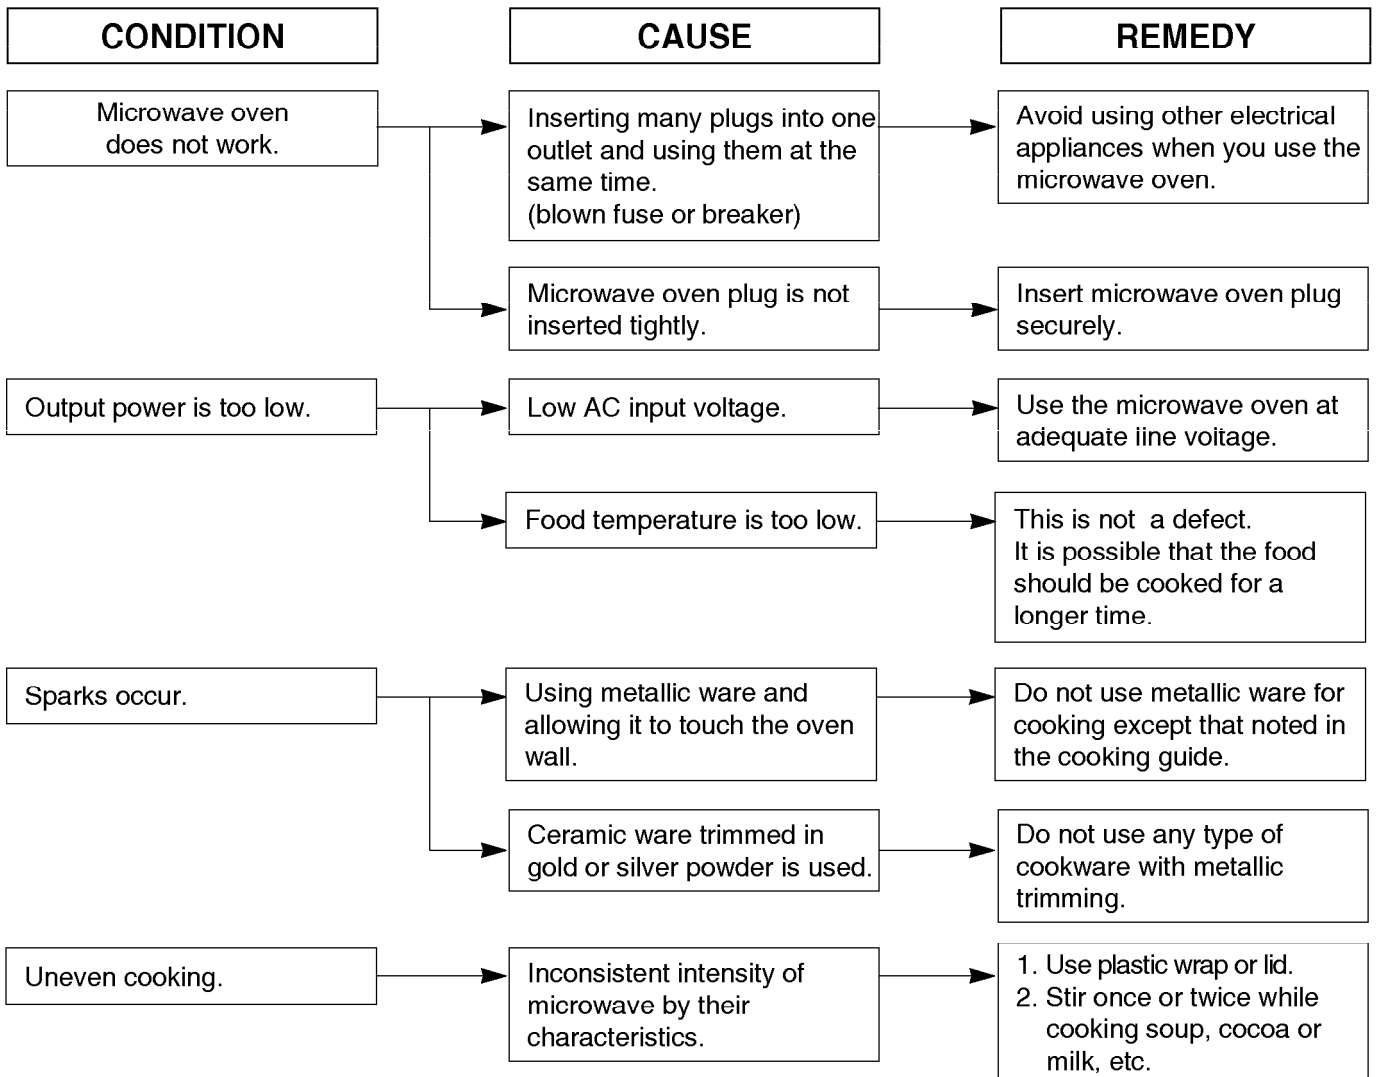 CONDITION
CAUSE
REMEDY
Microwave oven
does not work.
Inserting many plugs into one
outlet and using them at the
same time.
(blown fuse or breaker)
Avoid using other electrical
appliances when you use the
microwave oven.
Microwave oven plug is not
inserted tightly.
Insert microwave oven plug
securely.
Output power is too low.
Low AC input voltage.
Use the microwave oven at
adequate line voltage.
Food temperature is too low.
This is not a defect.
It is possible that the food
should be cooked for a
longer time.
Sparks occur.
Using metallic ware and
allowing it to touch the oven
wall.
Do not use metallic ware for
cooking except that noted in
the cooking guide.
Ceramic ware trimmed in
gold or silver powder is used.
Do not use any type of
cookware with metallic
trimming.
Uneven cooking.
Inconsistent intensity of
microwave by their
characteristics.
1. Use plastic wrap or lid.
2. Stir once or twice while
cooking soup, cocoa or
milk, etc.